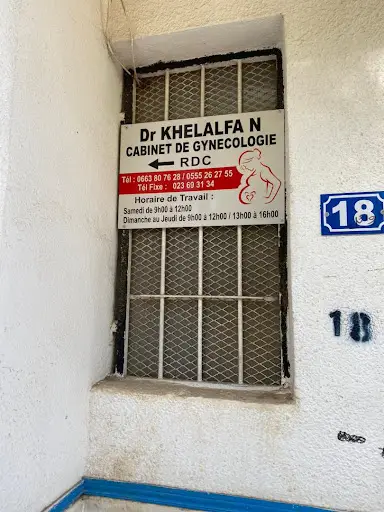 Dr KHELALFA N
CABINET DE GYNECOLOGIE
RDC
Tél : 0663 80 76 28 / 0555 26 27 55
Tél Fixe : 023 69 31 34
Horaire de Travail :
Samedi de 9h00 à 12h00
Dimanche au Jeudi de 9h00 à 12h00 / 13h00 à 16h00
18
18